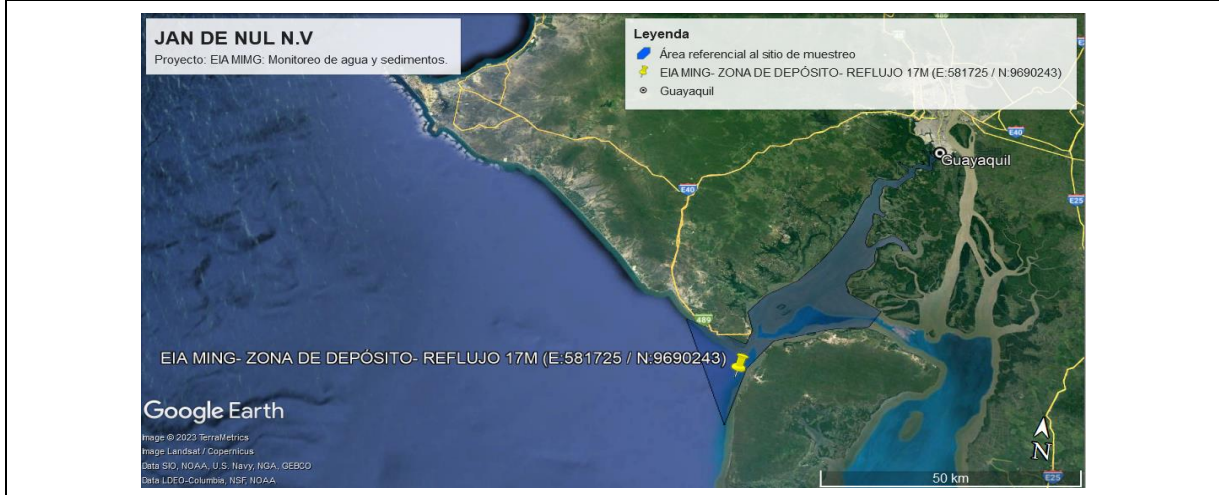 JAN DE NUL N.V
Proyecto: EIA MIMG: Monitoreo de agua y sedimentos.
Leyenda
Área referencial al sitio de muestreo
EIA MING- ZONA DE DEPÓSITO- REFLUJO 17M (E:581725 / N:9690243)
Guayaquil
E40
Guayaquil
E25
E40
489
EIA MING- ZONA DE DEPÓSITO- REFLUJO 17M (E:581725 / N:9690243)
Google Earth
Image © 2023 TerraMetrics
Image Landsat / Copernicus
Data SIO, NOAA, U.S. Navy, NGA, GEBCO
Data LDEO-Columbia, NSF, NOAA
N
50 km
E25